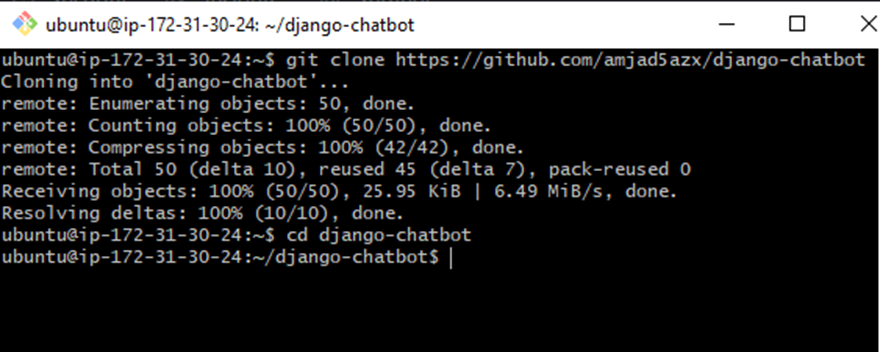 ubuntu@ip-172-31-30-24: ~/django-chatbot
ubuntu@ip-172-31-30-24:~$ git clone https://github.com/amjad5azx/django-chatbot
Cloning into 'django-chatbot'...
remote: Enumerating objects: 50, done.
remote: Counting objects: 100% (50/50), done.
remote: Compressing objects: 100% (42/42), done.
remote: Total 50 (delta 10), reused 45 (delta 7), pack-reused 0
Receiving objects: 100% (50/50), 25.95 KiB | 6.49 MiB/s, done.
Resolving deltas: 100% (10/10), done.
ubuntu@ip-172-31-30-24:~$ cd django-chatbot
ubuntu@ip-172-31-30-24:~/django-chatbot$